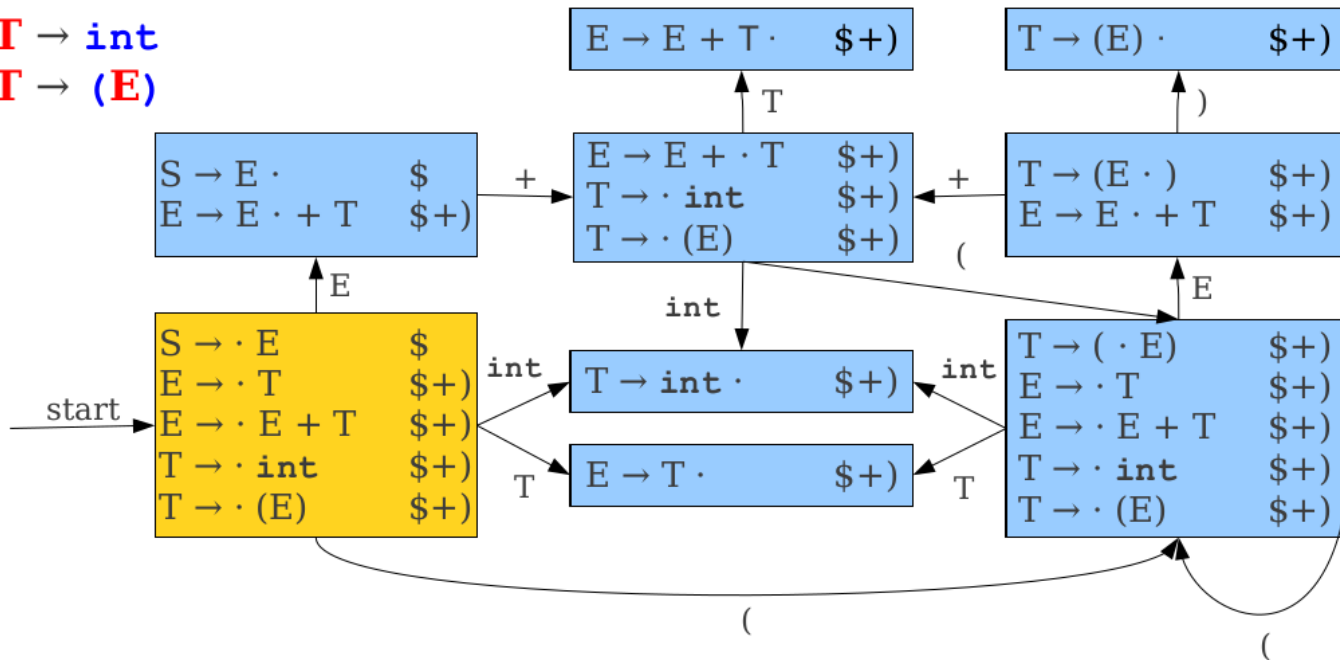 T → int
T → (E)
E → E + T · $+)
T → (E) · $+)
T
)
S → E · $
E → E · + T $+)
+
E → E + · T $+)
T → · int $+)
T → · (E) $+)
+
T → (E · ) $+)
E → E · + T $+)
E
int
(
E
start
S → · E $
E → · T $+)
E → · E + T $+)
T → · int $+)
T → · (E) $+)
int
T
T → int · $+)
E → T · $+)
int
T
T → ( · E) $+)
E → · T $+)
E → · E + T $+)
T → · int $+)
T → · (E) $+)
(
(